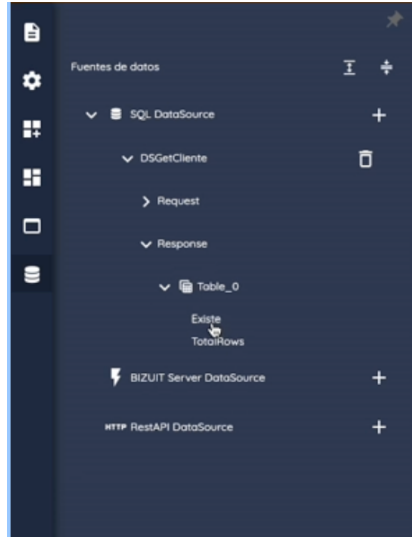 Fuentes de datos
SQL DataSource
DSGetCliente
Request
Response
Table_0
Existe
TotalRows
BIZUIT Server DataSource
HTTP RestAPI DataSource